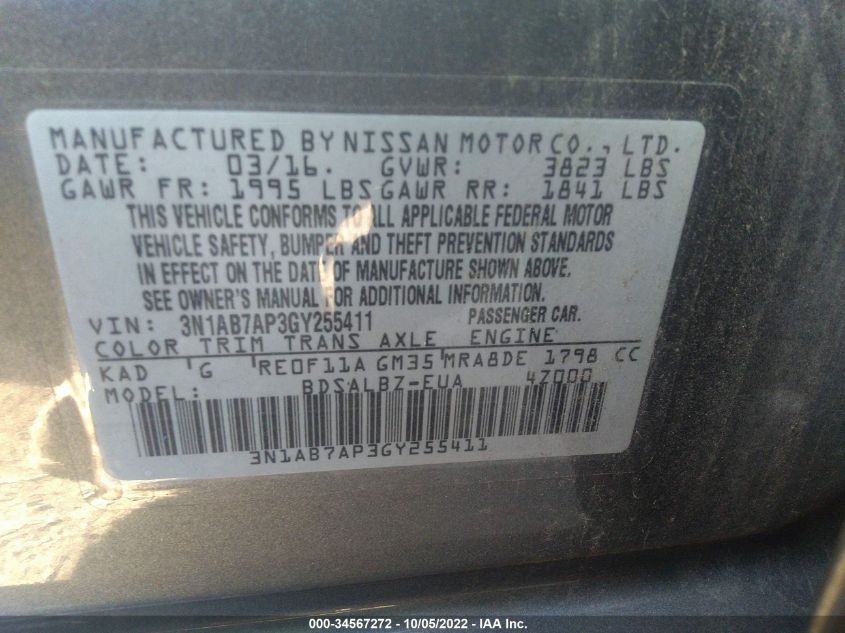 MANUFACTURED BY NISSAN MOTOR CO., LTD.
DATE: 03/16. GVWR: 3823 LBS
GAWR FR: 1995 LBS GAWR RR: 1841 LBS
THIS VEHICLE CONFORMS TO ALL APPLICABLE FEDERAL MOTOR
VEHICLE SAFETY, BUMPER AND THEFT PREVENTION STANDARDS
IN EFFECT ON THE DATE OF MANUFACTURE SHOWN ABOVE.
SEE OWNER'S MANUAL FOR ADDITIONAL INFORMATION.
VIN: 3N1AB7AP3GY255411 PASSENGER CAR.
COLOR TRIM TRANS AXLE ENGINE
KAD G RE0F11A GM35 MRA8DE 1798 CC
MODEL: BDSALBZ-EUA 4Z000
3N1AB7AP3GY255411
000-34567272 - 10/05/2022 - IAA Inc.